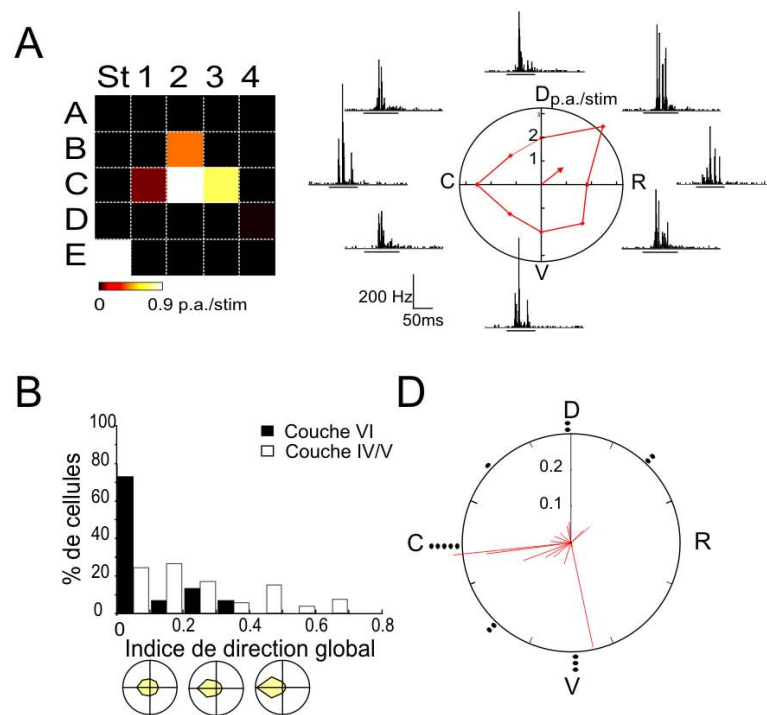 A
St 1 2 3 4
A
B
C
D
E
0 0.9 p.a./stim
D p.a./stim
3
2
1
C
R
V
200 Hz
50ms
B
100
80
60
40
20
0
% de cellules
Couche VI
Couche IV/V
0 0.2 0.4 0.6 0.8
Indice de direction global
D
D
0.2
0.1
C
R
V